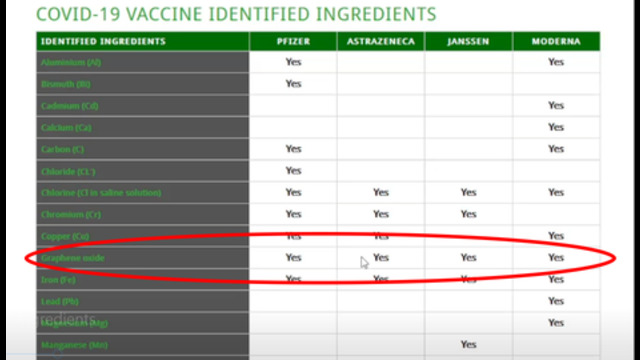 COVID-19 VACCINE IDENTIFIED INGREDIENTS
IDENTIFIED INGREDIENTS PFIZER ASTRAZENECA JANSSEN MODERNA
Aluminium (Al) Yes Yes
Bismuth (Bi) Yes
Cadmium (Cd) Yes
Calcium (Ca) Yes
Carbon (C) Yes Yes
Chloride (CL⁻) Yes
Chlorine (Cl in saline solution) Yes Yes Yes Yes
Chromium (Cr) Yes Yes Yes
Copper (Cu) Yes Yes Yes
Graphene oxide Yes Yes Yes Yes
Iron (Fe) Yes Yes Yes Yes
Lead (Pb) Yes
Magnesium (Mg) Yes
Manganese (Mn) Yes